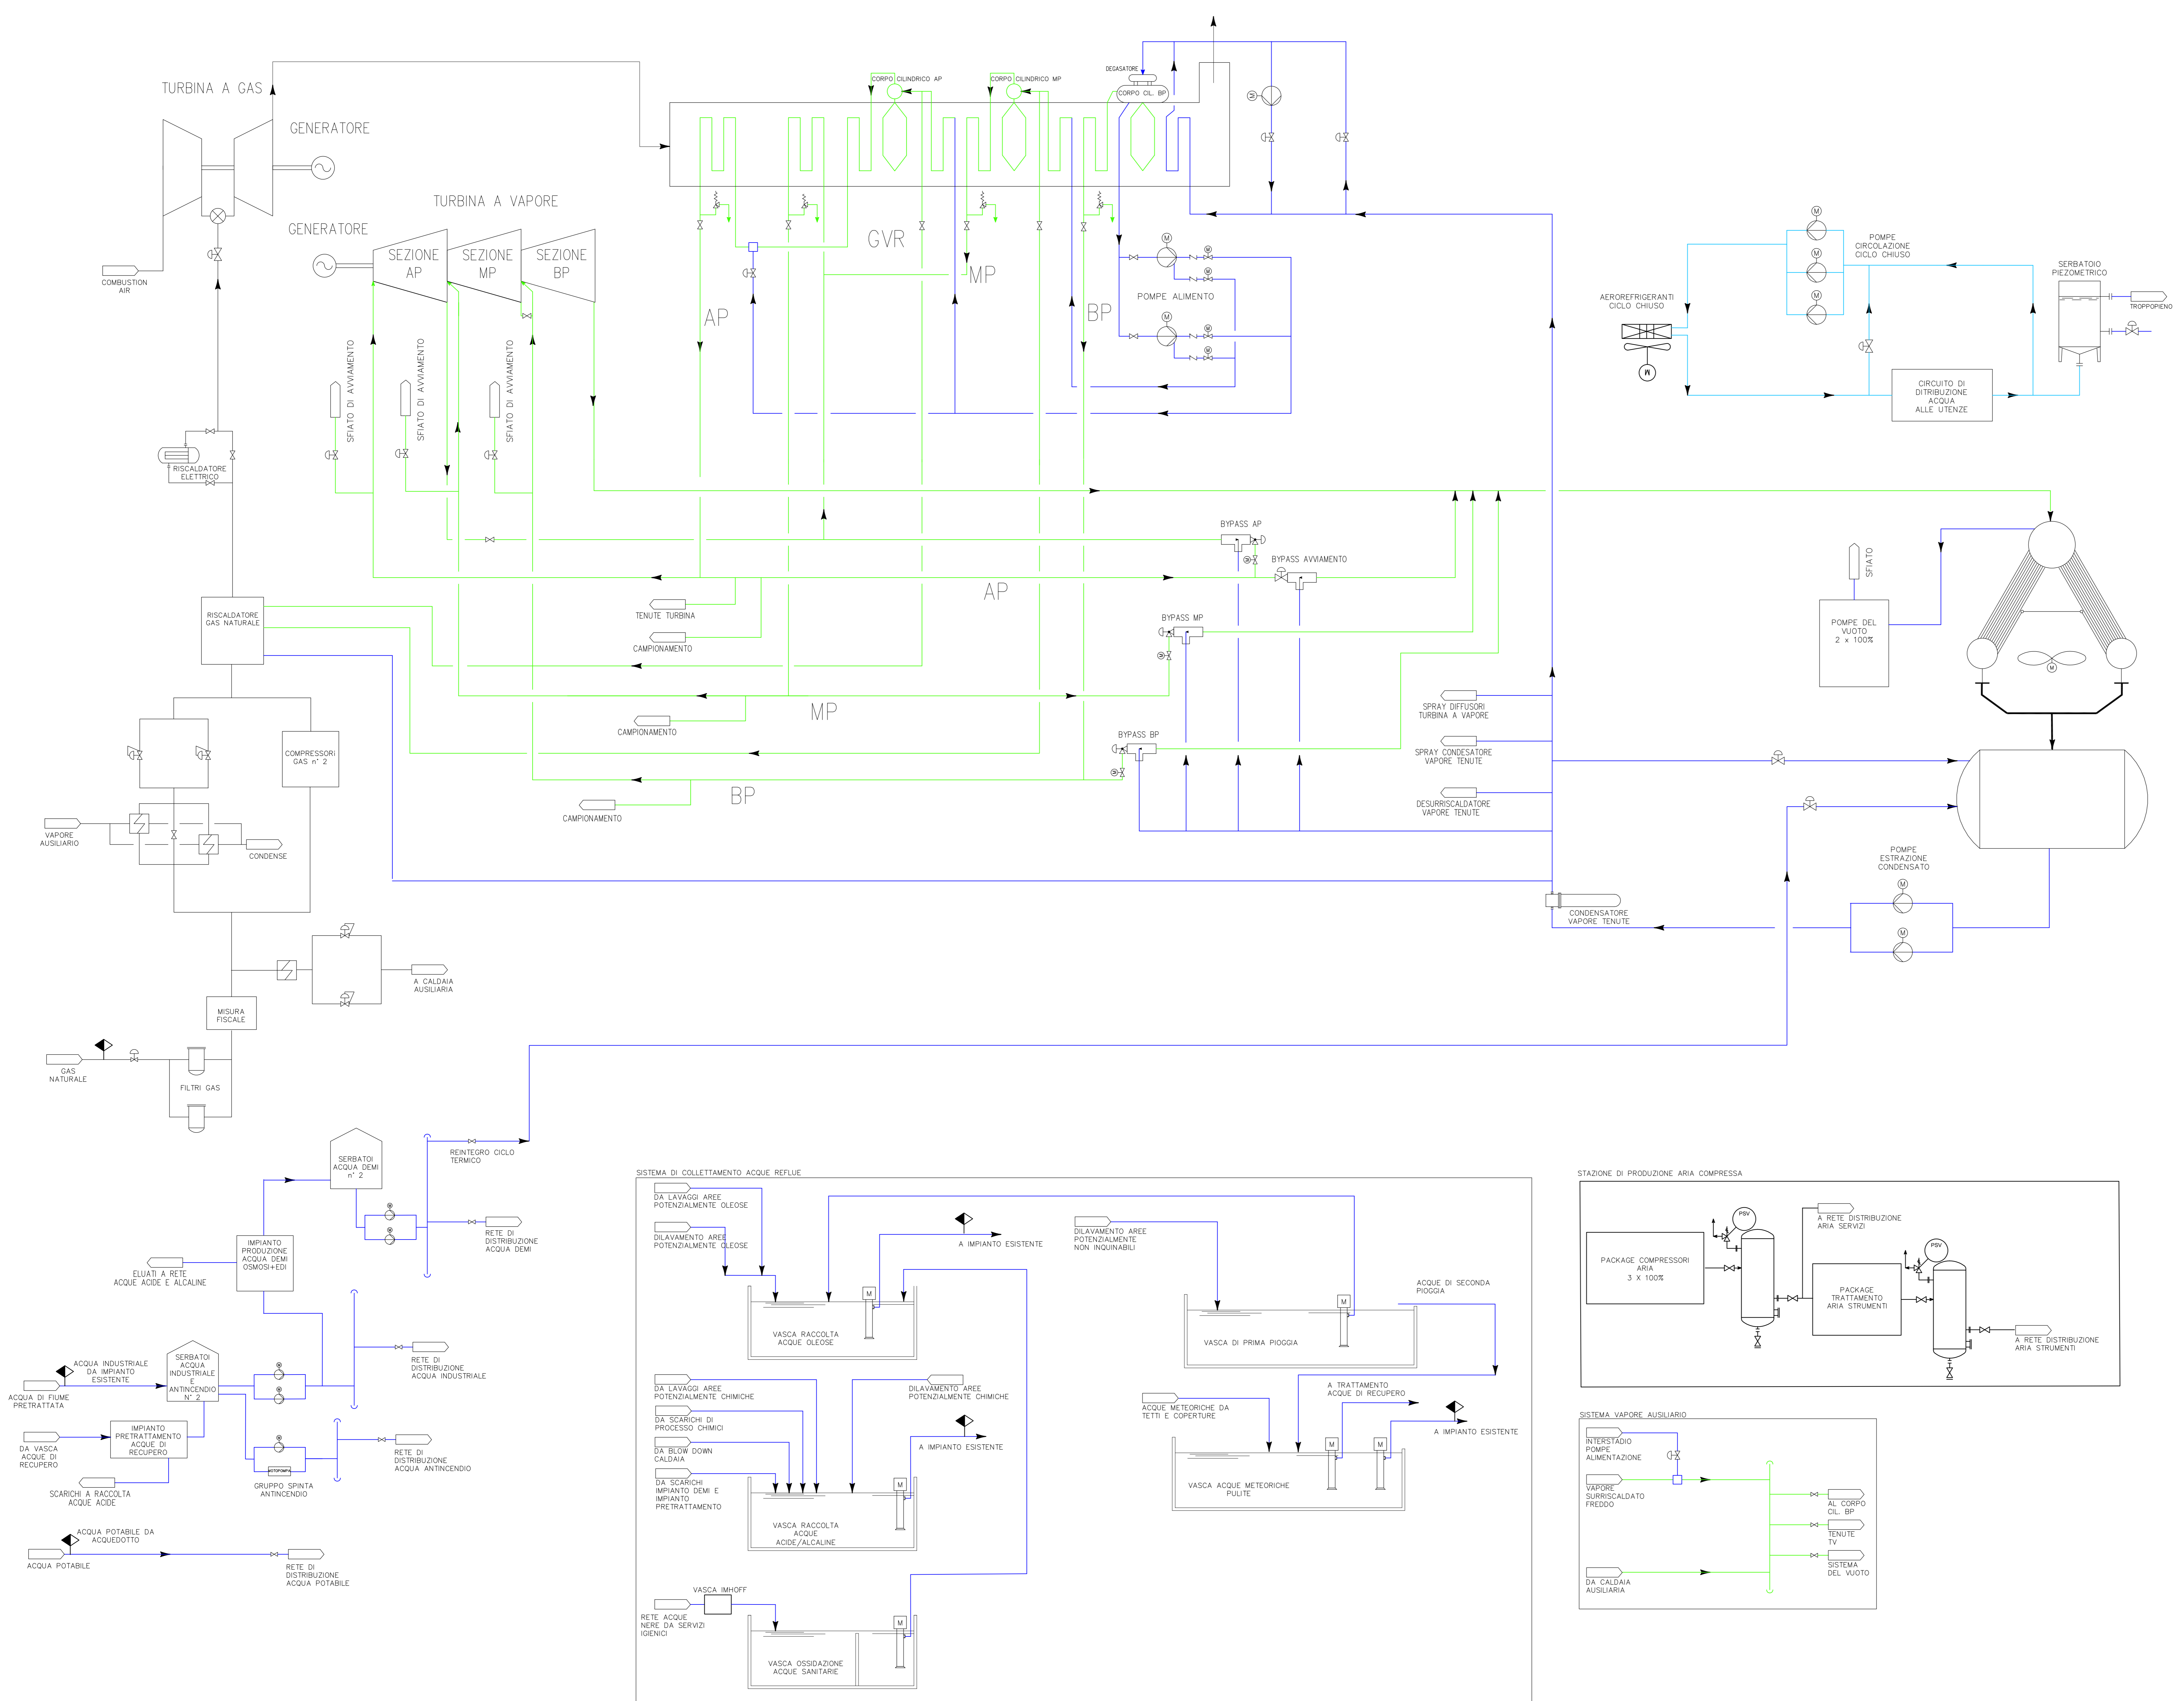 TURBINA A GAS
GENERATORE
COMBUSTION
AIR
TURBINA A VAPORE
GENERATORE
SEZIONE
AP
SEZIONE
MP
SEZIONE
BP
SFIATO DI AVVIAMENTO
SFIATO DI AVVIAMENTO
SFIATO DI AVVIAMENTO
CORPO CILINDRICO AP
CORPO CILINDRICO MP
DEGASATORE
CORPO CIL. BP
M
GVR
AP
MP
BP
M
M
M
POMPE ALIMENTO
M
M
M
M
POMPE
CIRCOLAZIONE
CICLO CHIUSO
M
M
AEROREFRIGERANTI
CICLO CHIUSO
M
SERBATOIO
PIEZOMETRICO
TROPPOPIENO
CIRCUITO DI
DITRIBUZIONE
ACQUA
ALLE UTENZE
RISCALDATORE
ELETTRICO
RISCALDATORE
GAS NATURALE
BYPASS AP
M
BYPASS AVVIAMENTO
AP
TENUTE TURBINA
CAMPIONAMENTO
BYPASS MP
M
MP
CAMPIONAMENTO
BYPASS BP
M
BP
CAMPIONAMENTO
SFIATO
POMPE DEL
VUOTO
2 x 100%
M
SPRAY DIFFUSORI
TURBINA A VAPORE
SPRAY CONDESATORE
VAPORE TENUTE
DESURRISCALDATORE
VAPORE TENUTE
COMPRESSORI
GAS n° 2
VAPORE
AUSILIARIO
CONDENSE
POMPE
ESTRAZIONE
CONDENSATO
M
M
CONDENSATORE
VAPORE TENUTE
A CALDAIA
AUSILIARIA
MISURA
FISCALE
GAS
NATURALE
FILTRI GAS
SERBATOI
ACQUA DEMI
n° 2
REINTEGRO CICLO
TERMICO
M
M
RETE DI
DISTRIBUZIONE
ACQUA DEMI
IMPIANTO
PRODUZIONE
ACQUA DEMI
OSMOSI+EDI
ELUATI A RETE
ACQUE ACIDE E ALCALINE
SERBATOI
ACQUA
INDUSTRIALE
E
ANTINCENDIO
N° 2
ACQUA INDUSTRIALE
DA IMPIANTO
ESISTENTE
ACQUA DI FIUME
PRETRATTATA
M
M
RETE DI
DISTRIBUZIONE
ACQUA INDUSTRIALE
IMPIANTO
PRETRATTAMENTO
ACQUE DI
RECUPERO
DA VASCA
ACQUE DI
RECUPERO
SCARICHI A RACCOLTA
ACQUE ACIDE
M
MOTOPOMPA
GRUPPO SPINTA
ANTINCENDIO
RETE DI
DISTRIBUZIONE
ACQUA ANTINCENDIO
ACQUA POTABILE DA
ACQUEDOTTO
ACQUA POTABILE
RETE DI
DISTRIBUZIONE
ACQUA POTABILE
SISTEMA DI COLLETTAMENTO ACQUE REFLUE
DA LAVAGGI AREE
POTENZIALMENTE OLEOSE
DILAVAMENTO AREE
POTENZIALMENTE OLEOSE
A IMPIANTO ESISTENTE
M
VASCA RACCOLTA
ACQUE OLEOSE
DILAVAMENTO AREE
POTENZIALMENTE
NON INQUINABILI
ACQUE DI SECONDA
PIOGGIA
M
VASCA DI PRIMA PIOGGIA
DA LAVAGGI AREE
POTENZIALMENTE CHIMICHE
DILAVAMENTO AREE
POTENZIALMENTE CHIMICHE
DA SCARICHI DI
PROCESSO CHIMICI
DA BLOW DOWN
CALDAIA
DA SCARICHI
IMPIANTO DEMI E
IMPIANTO
PRETRATTAMENTO
A IMPIANTO ESISTENTE
M
VASCA RACCOLTA
ACQUE
ACIDE/ALCALINE
ACQUE METEORICHE DA
TETTI E COPERTURE
A TRATTAMENTO
ACQUE DI RECUPERO
A IMPIANTO ESISTENTE
M
M
VASCA ACQUE METEORICHE
PULITE
VASCA IMHOFF
RETE ACQUE
NERE DA SERVIZI
IGIENICI
M
VASCA OSSIDAZIONE
ACQUE SANITARIE
STAZIONE DI PRODUZIONE ARIA COMPRESSA
PACKAGE COMPRESSORI
ARIA
3 X 100%
PSV
A RETE DISTRIBUZIONE
ARIA SERVIZI
PACKAGE
TRATTAMENTO
ARIA STRUMENTI
PSV
A RETE DISTRIBUZIONE
ARIA STRUMENTI
SISTEMA VAPORE AUSILIARIO
INTERSTADIO
POMPE
ALIMENTAZIONE
VAPORE
SURRISCALDATO
FREDDO
AL CORPO
CIL. BP
TENUTE
TV
SISTEMA
DEL VUOTO
DA CALDAIA
AUSILIARIA